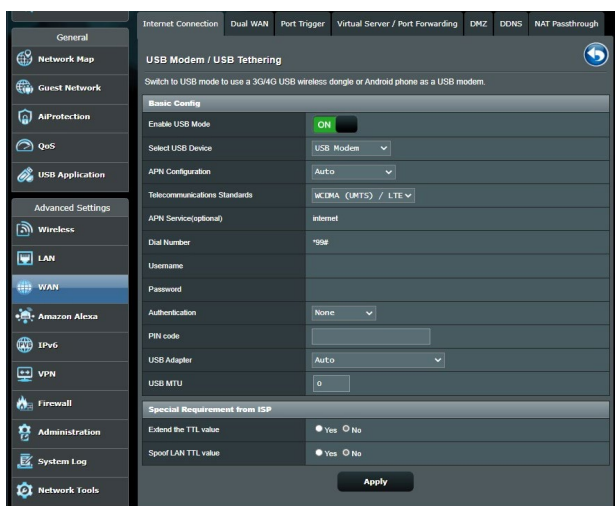 General
Network Map
Guest Network
AiProtection
QoS
USB Application
Advanced Settings
Wireless
LAN
WAN
Amazon Alexa
IPv6
VPN
Firewall
Administration
System Log
Network Tools
Internet Connection Dual WAN Port Trigger Virtual Server / Port Forwarding DMZ DDNS NAT Passthrough
USB Modem / USB Tethering
Switch to USB mode to use a 3G/4G USB wireless dongle or Android phone as a USB modem.
Basic Config
Enable USB Mode ON
Select USB Device USB Modem
APN Configuration Auto
Telecommunications Standards WCDMA (UMTS) / LTE
APN Service(optional) internet
Dial Number *99#
Username
Password
Authentication None
PIN code
USB Adapter Auto
USB MTU 0
Special Requirement from ISP
Extend the TTL value Yes No
Spoof LAN TTL value Yes No
Apply